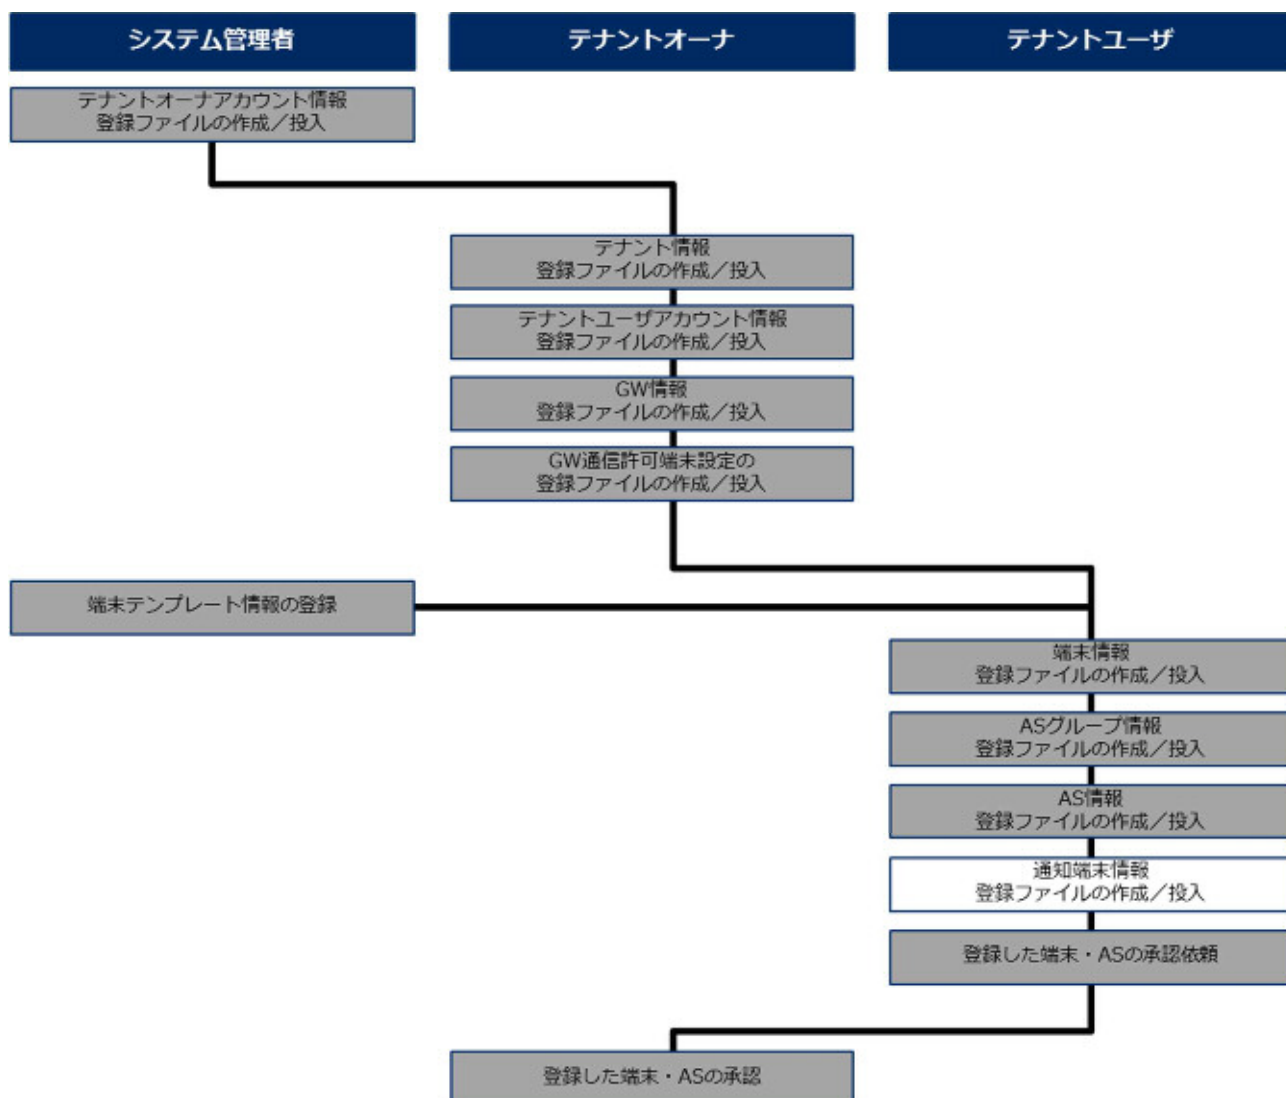 システム管理者
テナントオーナ
テナントユーザ
テナントオーナアカウント情報
登録ファイルの作成／投入
テナント情報
登録ファイルの作成／投入
テナントユーザアカウント情報
登録ファイルの作成／投入
GW情報
登録ファイルの作成／投入
GW通信許可端末設定の
登録ファイルの作成／投入
端末テンプレート情報の登録
端末情報
登録ファイルの作成／投入
ASグループ情報
登録ファイルの作成／投入
AS情報
登録ファイルの作成／投入
通知端末情報
登録ファイルの作成／投入
登録した端末・ASの承認依頼
登録した端末・ASの承認